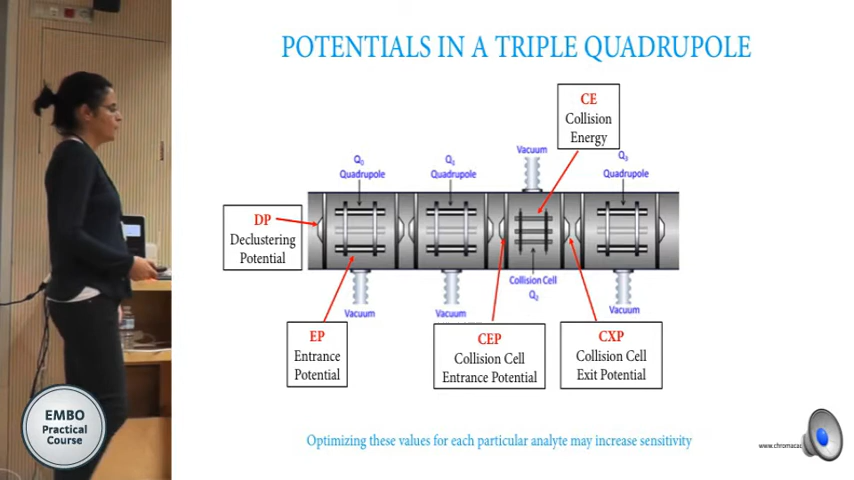 POTENTIALS IN A TRIPLE QUADRUPOLE
CE
Collision
Energy
Vacuum
Q0
Quadrupole
Q1
Quadrupole
Q3
Quadrupole
DP
Declustering
Potential
Collision Cell
Q2
Vacuum
Vacuum
Vacuum
EP
Entrance
Potential
CEP
Collision Cell
Entrance Potential
CXP
Collision Cell
Exit Potential
EMBO
Practical
Course
Optimizing these values for each particular analyte may increase sensitivity